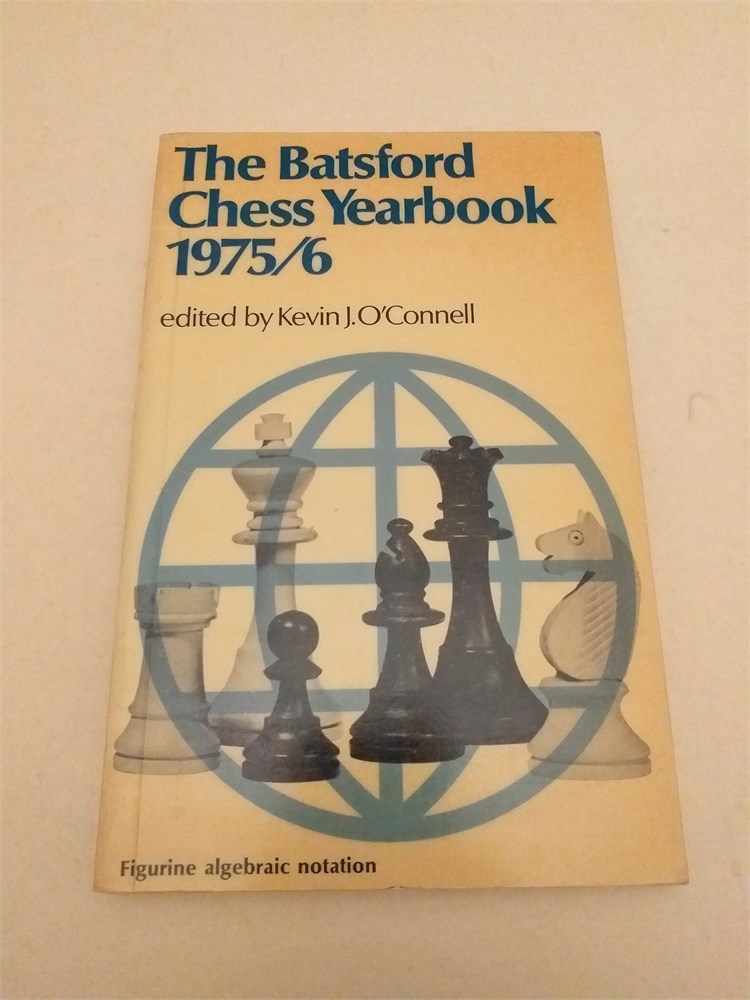 The Batsford
Chess Yearbook
1975/6
edited by Kevin J. O'Connell
Figurine algebraic notation